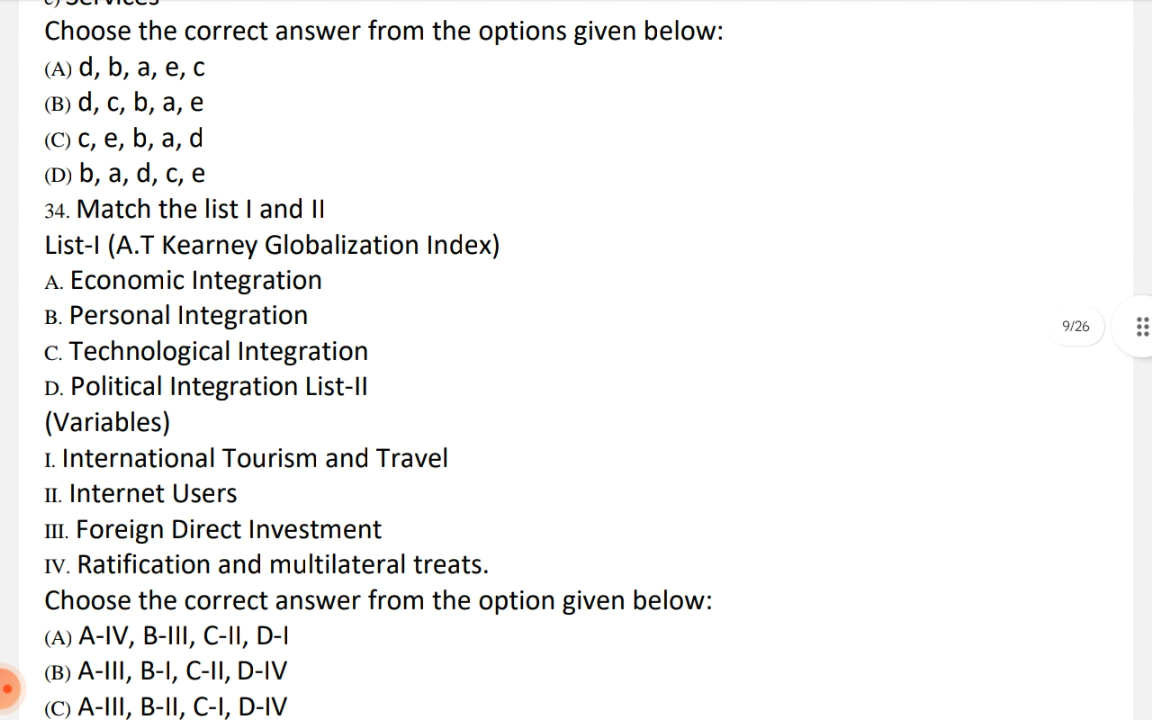 e) Services
Choose the correct answer from the options given below:
(A) d, b, a, e, c
(B) d, c, b, a, e
(C) c, e, b, a, d
(D) b, a, d, c, e
34. Match the list I and II
List-I (A.T Kearney Globalization Index)
A. Economic Integration
B. Personal Integration
C. Technological Integration
D. Political Integration List-II
(Variables)
I. International Tourism and Travel
II. Internet Users
III. Foreign Direct Investment
IV. Ratification and multilateral treats.
Choose the correct answer from the option given below:
(A) A-IV, B-III, C-II, D-I
(B) A-III, B-I, C-II, D-IV
(C) A-III, B-II, C-I, D-IV
9/26